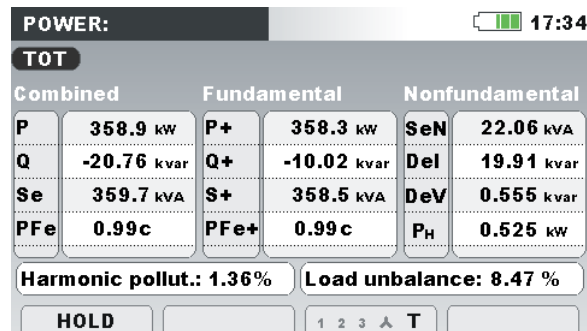 POWER: 17:34
TOT
Combined Fundamental Nonfundamental
P 358.9 kW P+ 358.3 kW SeN 22.06 kVA
Q -20.76 kvar Q+ -10.02 kvar DeI 19.91 kvar
Se 359.7 kVA S+ 358.5 kVA DeV 0.555 kvar
PFe 0.99c PFe+ 0.99c PH 0.525 kW
Harmonic pollut.: 1.36% Load unbalance: 8.47 %
HOLD 1 2 3 T